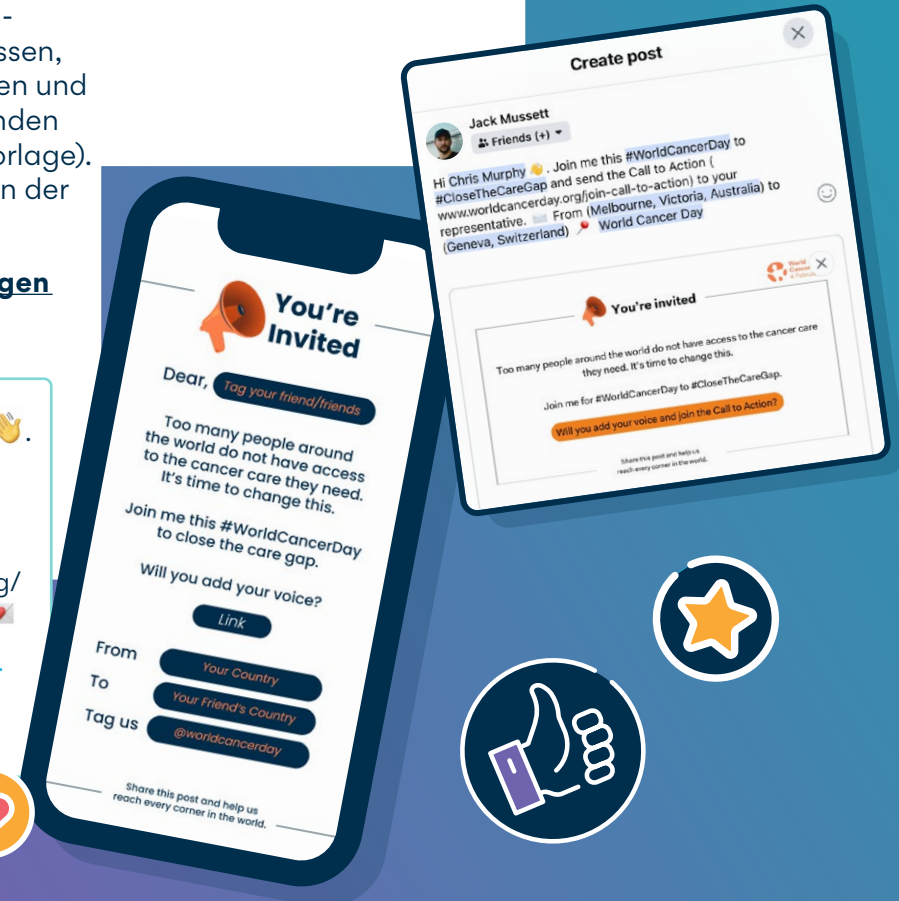 -
ssen,
en und
nden
orlage).
n der
gen
👋.
g/
Create post
Jack Mussett
Friends (+)
Hi Chris Murphy 👋 . Join me this #WorldCancerDay to
#CloseTheCareGap and send the Call to Action (
www.worldcancerday.org/join-call-to-action) to your
representative. ✉️ From (Melbourne, Victoria, Australia) to
(Geneva, Switzerland) 📍 World Cancer Day
World
Cancer
You're invited
Too many people around the world do not have access to the cancer care
they need. It's time to change this.
Join me for #WorldCancerDay to #CloseTheCareGap.
Will you add your voice and join the Call to Action?
Share this post and help us
reach every corner in the world.
You're
Invited
Dear, Tag your friend/friends
Too many people around
the world do not have access
to the cancer care they need.
It's time to change this.
Join me this #WorldCancerDay
to close the care gap.
Will you add your voice?
Link
From Your Country
To Your Friend's Country
Tag us @worldcancerday
Share this post and help us
reach every corner in the world.